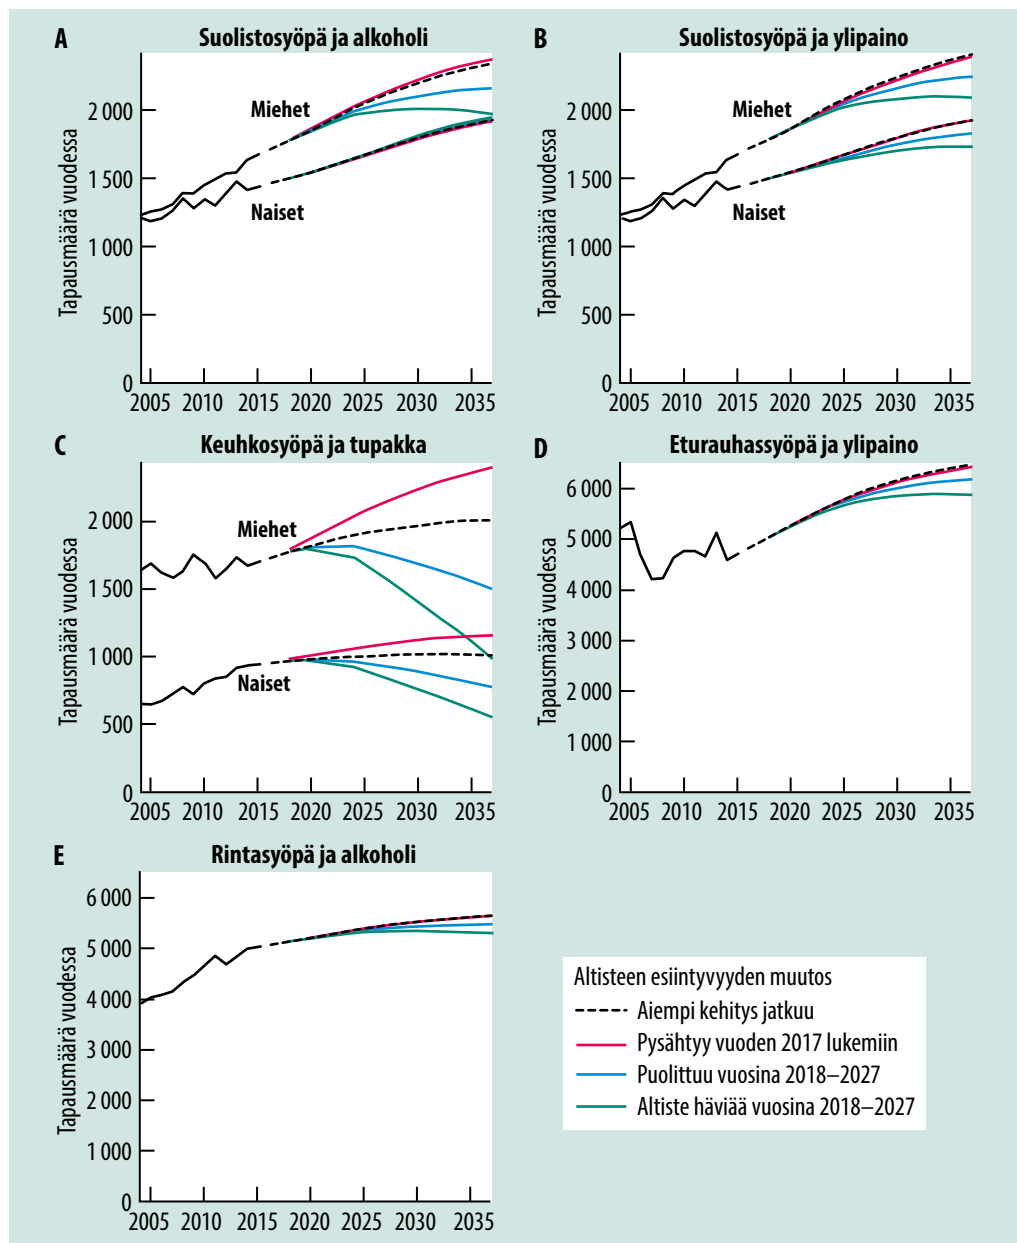 A
Suolistosyöpä ja alkoholi
Tapausmäärä vuodessa
2 000
1 500
1 000
500
0
Miehet
Naiset
2005 2010 2015 2020 2025 2030 2035
B
Suolistosyöpä ja ylipaino
Tapausmäärä vuodessa
2 000
1 500
1 000
500
0
Miehet
Naiset
2005 2010 2015 2020 2025 2030 2035
C
Keuhkosyöpä ja tupakka
Tapausmäärä vuodessa
2 000
1 500
1 000
500
0
Miehet
Naiset
2005 2010 2015 2020 2025 2030 2035
D
Eturauhassyöpä ja ylipaino
Tapausmäärä vuodessa
6 000
5 000
4 000
3 000
2 000
1 000
0
2005 2010 2015 2020 2025 2030 2035
E
Rintasyöpä ja alkoholi
Tapausmäärä vuodessa
6 000
5 000
4 000
3 000
2 000
1 000
0
2005 2010 2015 2020 2025 2030 2035
Altisteen esiintyvyyden muutos
Aiempi kehitys jatkuu
Pysähtyy vuoden 2017 lukemiin
Puolittuu vuosina 2018–2027
Altiste häviää vuosina 2018–2027